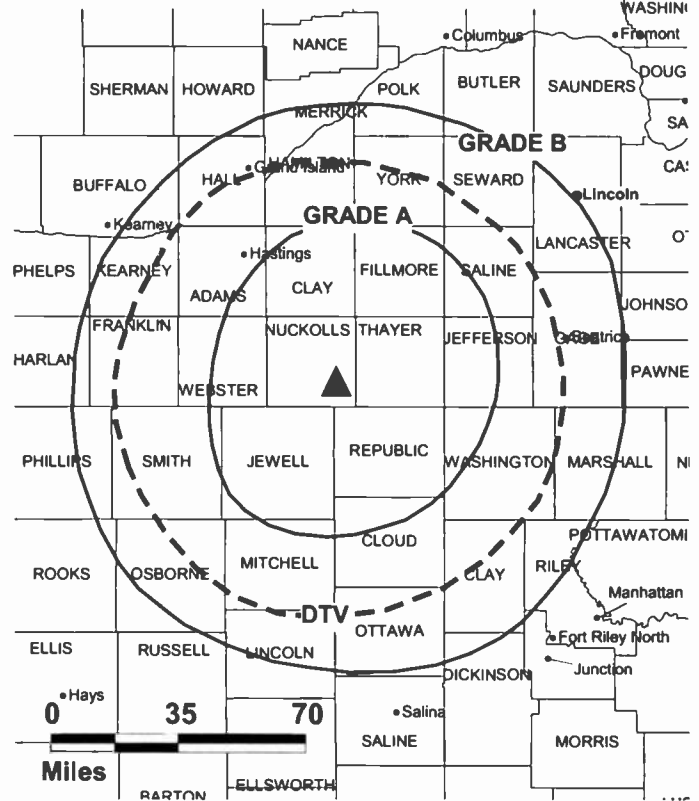 WASHIN
NANCE
Columbus
Fremont
SHERMAN
HOWARD
POLK
BUTLER
SAUNDERS
DOUG
MERRICK
SA
GRADE B
HAMILTON
Grand Island
CAS
BUFFALO
HALL
YORK
SEWARD
Lincoln
GRADE A
Kearney
LANCASTER
O
Hastings
PHELPS
KEARNEY
FILLMORE
SALINE
CLAY
ADAMS
JOHNSO
FRANKLIN
NUCKOLLS
THAYER
JEFFERSON
HARLAN
PAWNE
WEBSTER
REPUBLIC
PHILLIPS
SMITH
JEWELL
WASHINGTON
MARSHALL
N
CLOUD
POTTAWATOMI
MITCHELL
ROOKS
OSBORNE
CLAY
RILEY
Manhattan
DTV
OTTAWA
Fort Riley North
ELLIS
RUSSELL
LINCOLN
Junction
DICKINSON
Hays
0 35 70
Salina
SALINE
MORRIS
Miles
ELLSWORTH
BARTON